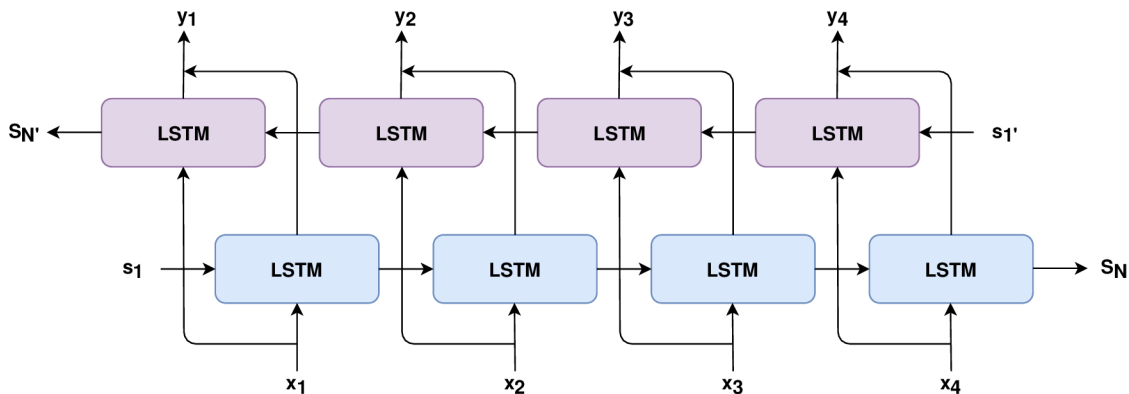 y1 y2 y3 y4
SN' LSTM LSTM LSTM LSTM s1'
s1 LSTM LSTM LSTM LSTM SN
x1 x2 x3 x4